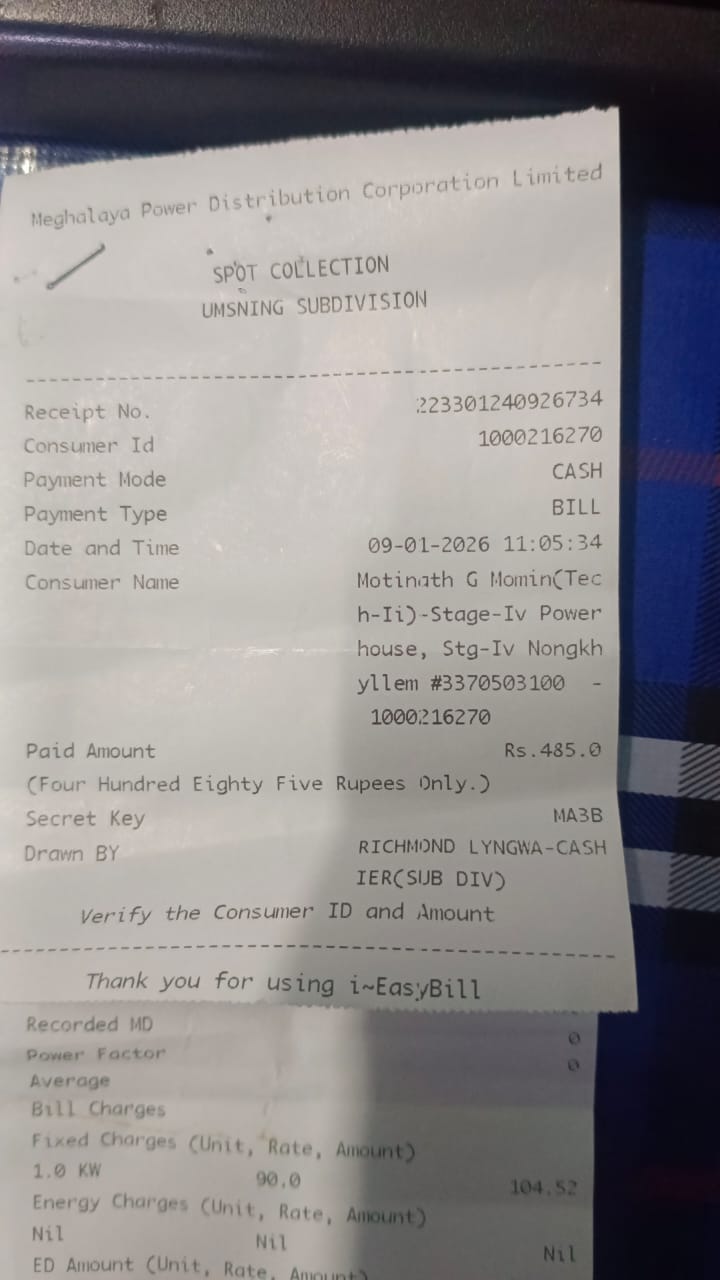 Meghalaya Power Distribution Corporation Limited
SPOT COLLECTION
UMSNING SUBDIVISION
Receipt No. 223301240926734
Consumer Id 1000216270
Payment Mode CASH
Payment Type BILL
Date and Time 09-01-2026 11:05:34
Consumer Name Motinath G Momin(Tec
h-Ii)-Stage-Iv Power
house, Stg-Iv Nongkh
yllem #3370503100 -
1000216270
Paid Amount Rs.485.0
(Four Hundred Eighty Five Rupees Only.)
Secret Key MA3B
Drawn BY RICHMOND LYNGWA-CASH
IER(SUB DIV)
Verify the Consumer ID and Amount
Thank you for using i~EasyBill
Recorded MD 0
Power Factor 0
Average
Bill Charges
Fixed Charges (Unit, Rate, Amount)
1.0 KW 90.0 104.52
Energy Charges (Unit, Rate, Amount)
Nil Nil Nil
ED Amount (Unit, Rate, Amount)